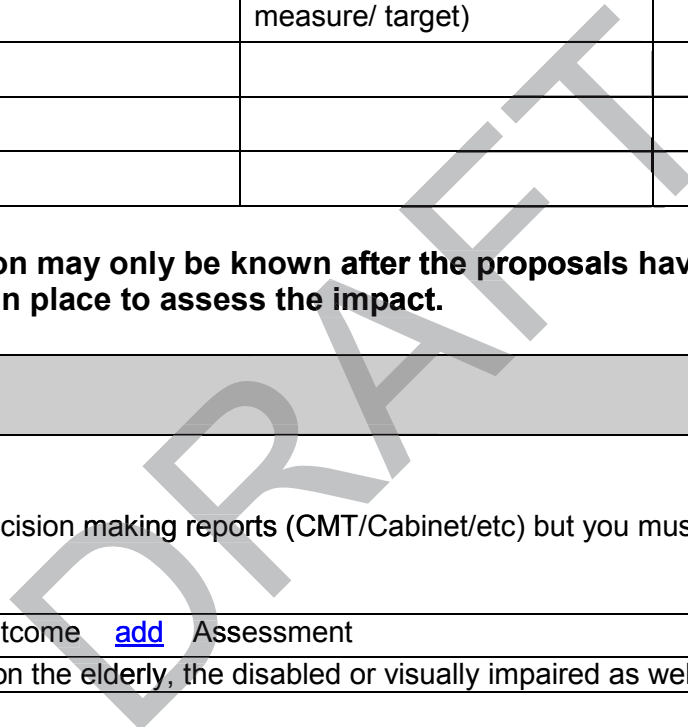 measure/ target)
on may only be known after the proposals hav
n place to assess the impact.
cision making reports (CMT/Cabinet/etc) but you mus
tcome add Assessment
on the elderly, the disabled or visually impaired as wel
DRAFT